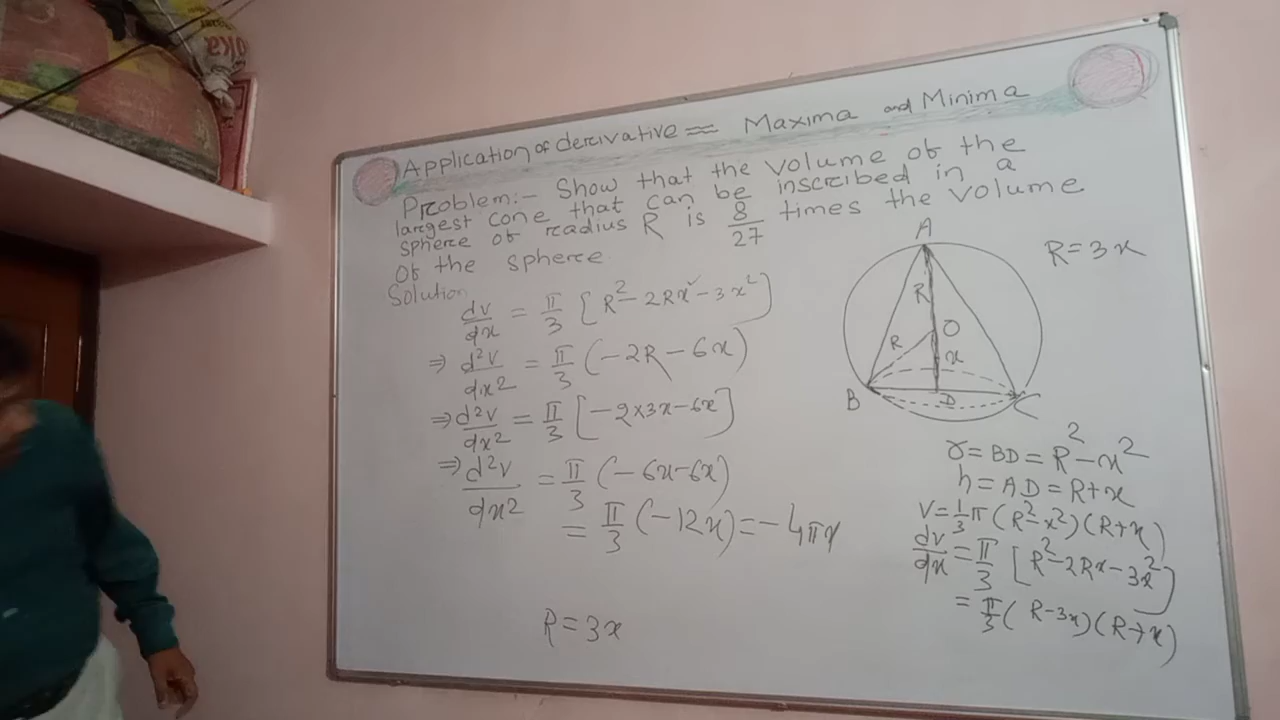 Application of derivative = Maxima and Minima
Problem:- Show that the volume of the
largest cone that can be inscribed in a
sphere of radius R is 8/27 times the volume
of the sphere
Solution
dv/dx = π/3 [R² - 2Rx - 3x²]
⇒ d²v/dx² = π/3 (-2R - 6x)
⇒ d²v/dx² = π/3 [-2×3x - 6x]
⇒ d²v/dx² = π/3 (-6x - 6x)
= π/3 (-12x) = -4πx
R = 3x
A
R
R
O
x
B
D
C
R = 3x
r = BD = R² - x²
h = AD = R + x
V = 1/3 π (R² - x²)(R + x)
dv/dx = π/3 [R² - 2Rx - 3x²]
= π/3 (R - 3x)(R + x)